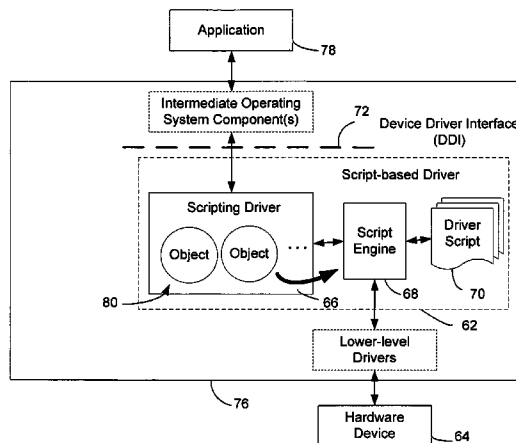 Application
78
Intermediate Operating
System Component(s)
72
Device Driver Interface
(DDI)
Script-based Driver
Scripting Driver
Object
Object
...
80
66
Script
Engine
68
Driver
Script
70
62
Lower-level
Drivers
76
Hardware
Device
64